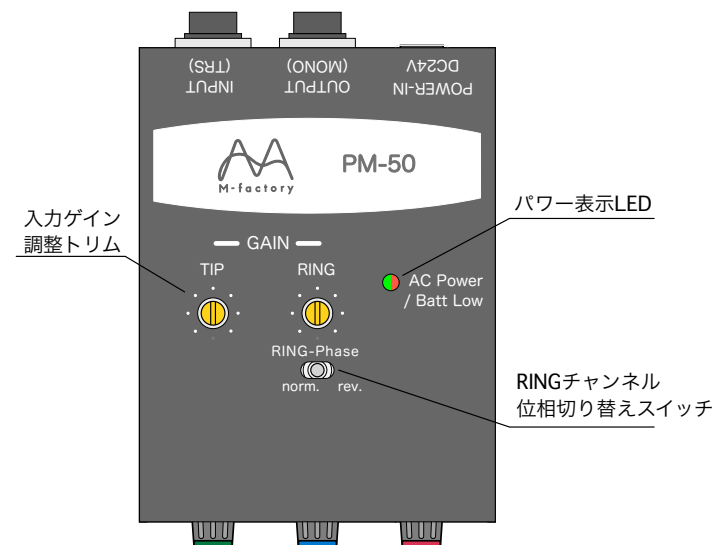 INPUT
(TRS)
OUTPUT
(MONO)
POWER-IN
DC24V
M-factory
PM-50
パワー表示LED
入力ゲイン
調整トリム
GAIN
TIP
RING
AC Power
/ Batt Low
RING-Phase
norm.
rev.
RINGチャンネル
位相切り替えスイッチ